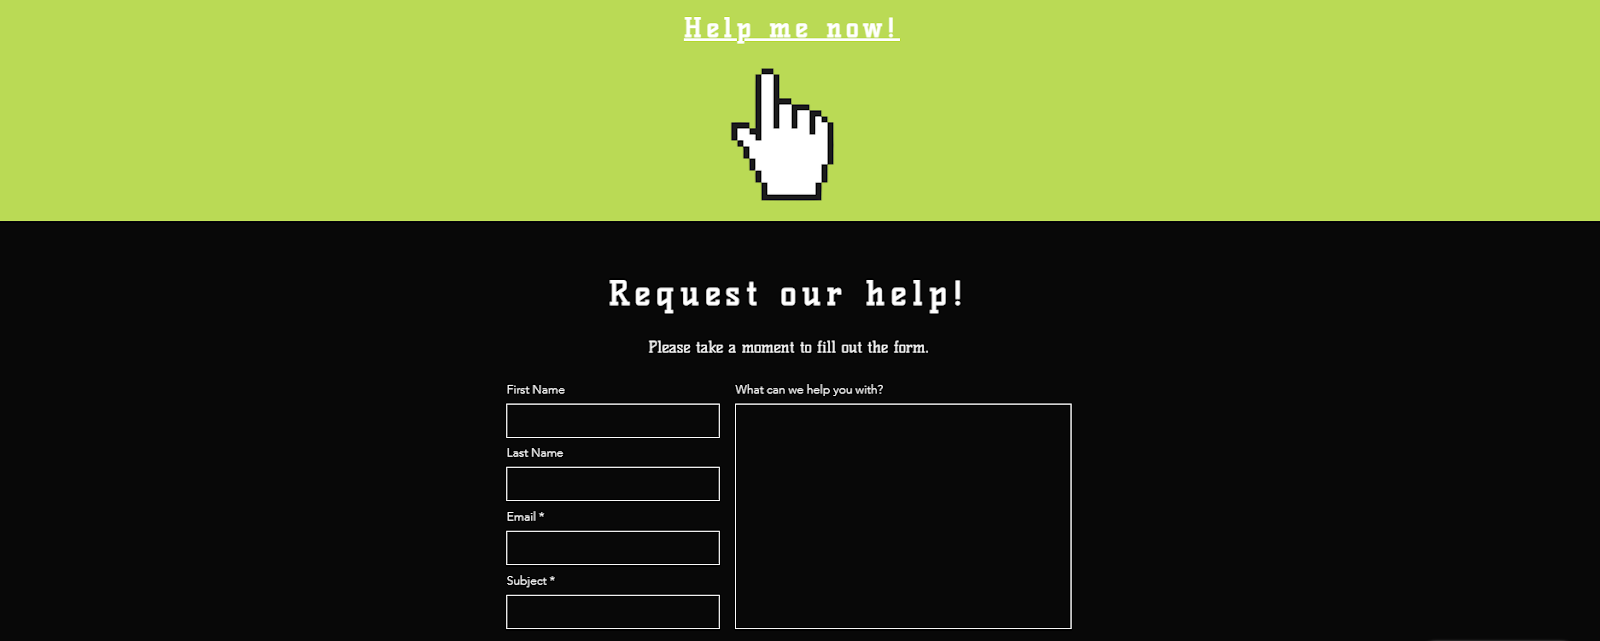 Help me now!
Request our help!
Please take a moment to fill out the form.
First Name
What can we help you with?
Last Name
Email *
Subject *